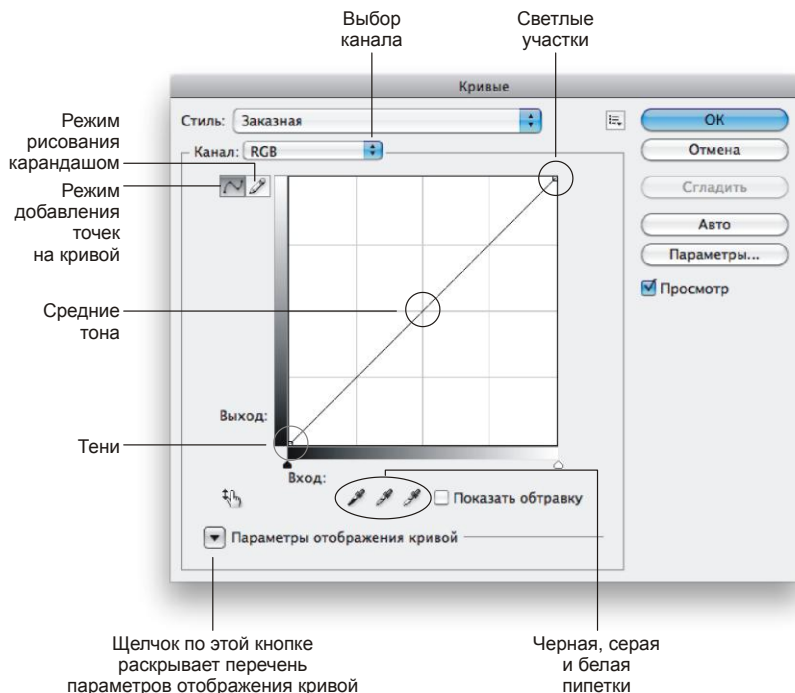 Выбор
канала
Светлые
участки
Кривые
Стиль: Заказная
OK
Режим
рисования
карандашом
Канал: RGB
Отмена
Режим
добавления
точек
на кривой
Сгладить
Авто
Параметры...
Просмотр
Средние
тона
Выход:
Тени
Вход:
Показать обтравку
Параметры отображения кривой
Щелчок по этой кнопке
раскрывает перечень
параметров отображения кривой
Черная, серая
и белая
пипетки